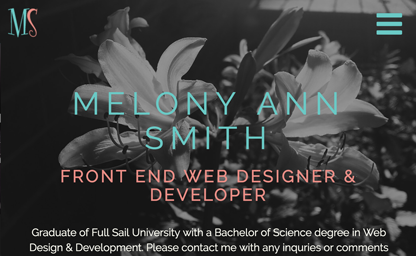 MS
MELONY ANN
SMITH
FRONT END WEB DESIGNER &
DEVELOPER
Graduate of Full Sail University with a Bachelor of Science degree in Web
Design & Development. Please contact me with any inquries or comments